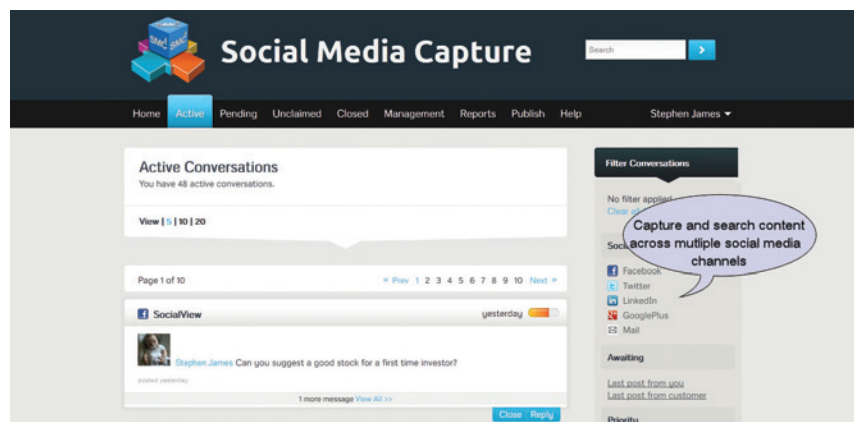 SMC SMC
Social Media Capture
Search
Home Active Pending Unclaimed Closed Management Reports Publish Help
Stephen James
Active Conversations
You have 48 active conversations.
View | 5 | 10 | 20
Page 1 of 10
« Prev 1 2 3 4 5 6 7 8 9 10 Next »
SocialView
yesterday
Stephen James Can you suggest a good stock for a first time investor?
posted yesterday
1 more message View All >>
Close Reply
Filter Conversations
No filter applied
Clear
Capture and search content
across mutliple social media
channels
Facebook
Twitter
LinkedIn
GooglePlus
Mail
Awaiting
Last post from you
Last post from customer
Priority